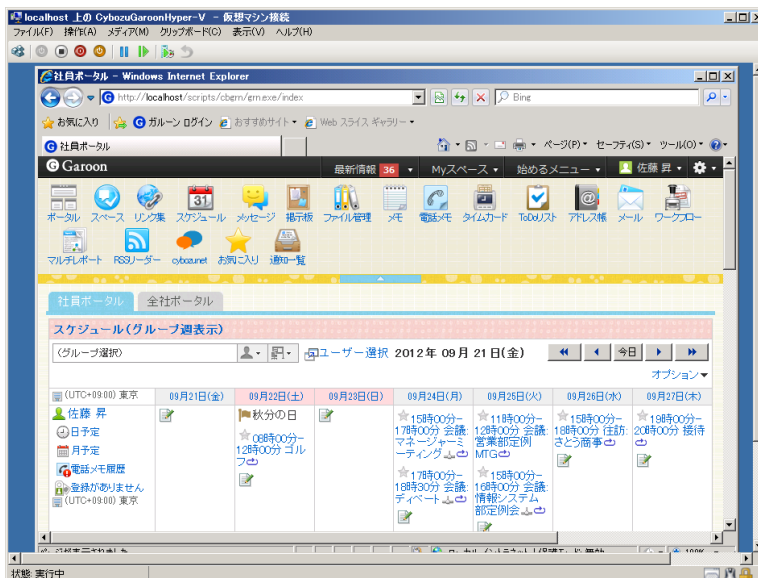 localhost 上の CybozuGaroonHyper-V - 仮想マシン接続
ファイル(F) 操作(A) メディア(M) クリップボード(C) 表示(V) ヘルプ(H)
社員ポータル - Windows Internet Explorer
http://localhost/scripts/cbgrn/grn.exe/index
Bing
お気に入り ガルーン ログイン おすすめサイト Web スライス ギャラリー
社員ポータル
ページ(P) セーフティ(S) ツール(O)
Garoon
最新情報 36 Myスペース 始めるメニュー 佐藤 昇
ポータル スペース リンク集 スケジュール メッセージ 掲示板 ファイル管理 メモ 電話メモ タイムカード ToDoリスト アドレス帳 メール ワークフロー
31
マルチレポート RSSリーダー cybozu.net お気に入り 通知一覧
社員ポータル 全社ポータル
スケジュール(グループ週表示)
(グループ選択) ユーザー選択 2012年 09月 21日(金) 今日
オプション▼
(UTC+09:00) 東京 09月21日(金) 09月22日(土) 09月23日(日) 09月24日(月) 09月25日(火) 09月26日(水) 09月27日(木)
佐藤 昇
日予定
月予定
電話メモ履歴
登録がありません
(UTC+09:00) 東京
秋分の日
08時00分-
12時00分 ゴル
フ
15時00分-
17時00分 会議:
マネージャーミ
ーティング
17時00分-
18時30分 会議:
ディベート
11時00分-
12時00分 会議:
営業部定例
MTG
15時00分-
16時00分 会議:
情報システム
部定例会
15時00分-
18時00分 往訪:
さとう商事
19時00分-
20時00分 接待
状態: 実行中